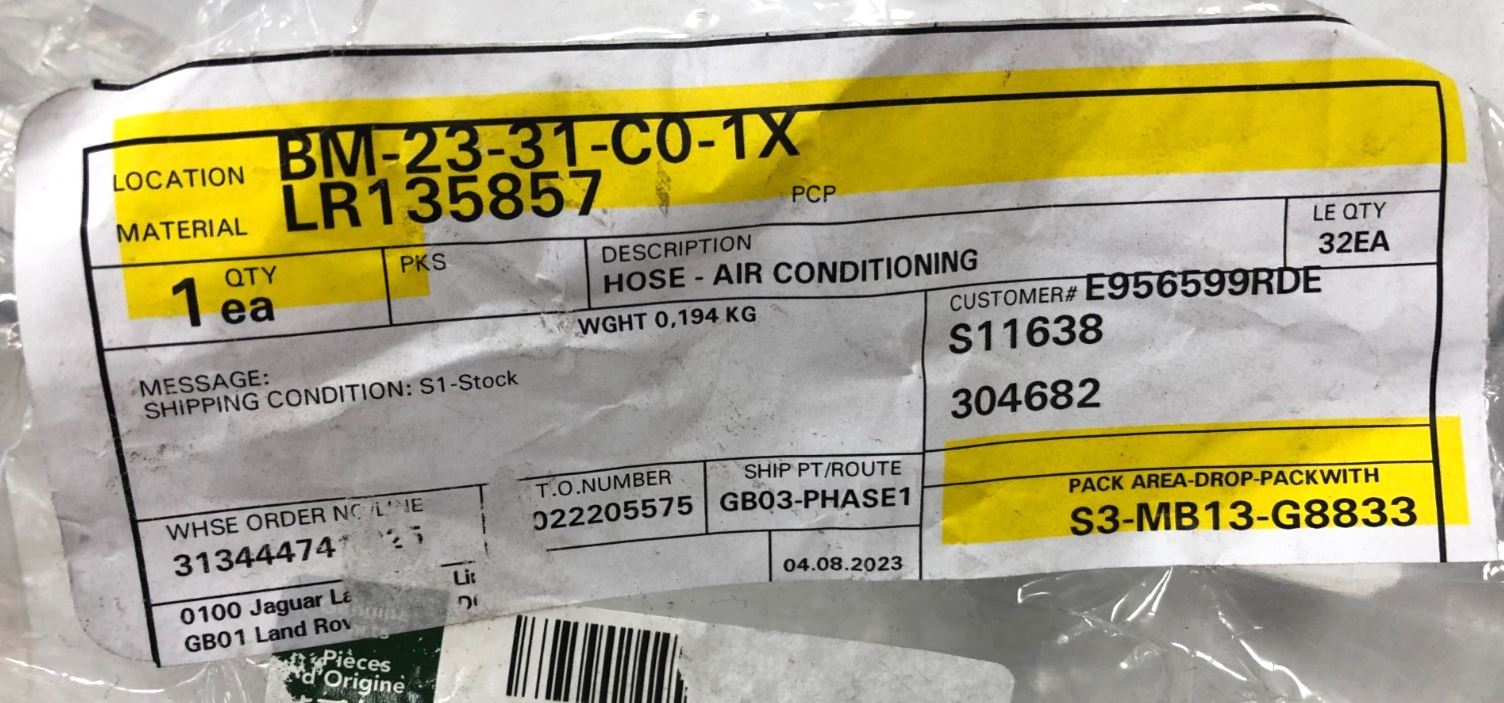 LOCATION BM-23-31-C0-1X
MATERIAL LR135857 PCP
QTY
1 ea
PKS
DESCRIPTION
HOSE - AIR CONDITIONING
LE QTY
32EA
WGHT 0,194 KG
CUSTOMER# E956599RDE
S11638
304682
MESSAGE:
SHIPPING CONDITION: S1-Stock
PACK AREA-DROP-PACKWITH
S3-MB13-G8833
WHSE ORDER
31344474
T.O.NUMBER
022205575
SHIP PT/ROUTE
GB03-PHASE1
04.08.2023
0100 Jaguar
GB01 Land
Pièces
d'Origine